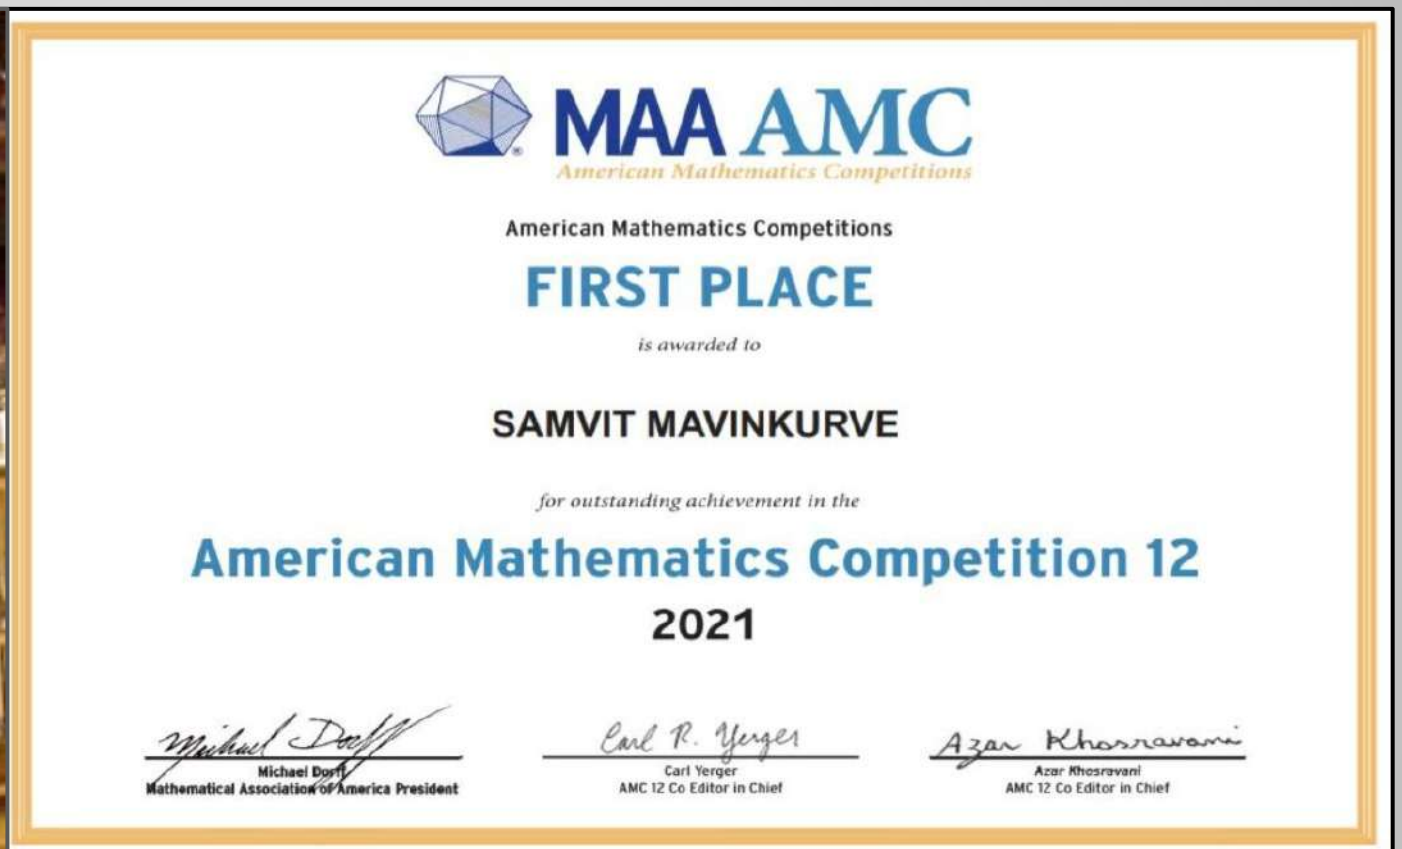 MAA AMC
American Mathematics Competitions
American Mathematics Competitions
FIRST PLACE
is awarded to
SAMVIT MAVINKURVE
for outstanding achievement in the
American Mathematics Competition 12
2021
Michael Dorff
Carl R. Yerger
Azar Khosravani
Michael Dorff
Mathematical Association of America President
Carl Yerger
AMC 12 Co Editor in Chief
Azar Khosravani
AMC 12 Co Editor in Chief